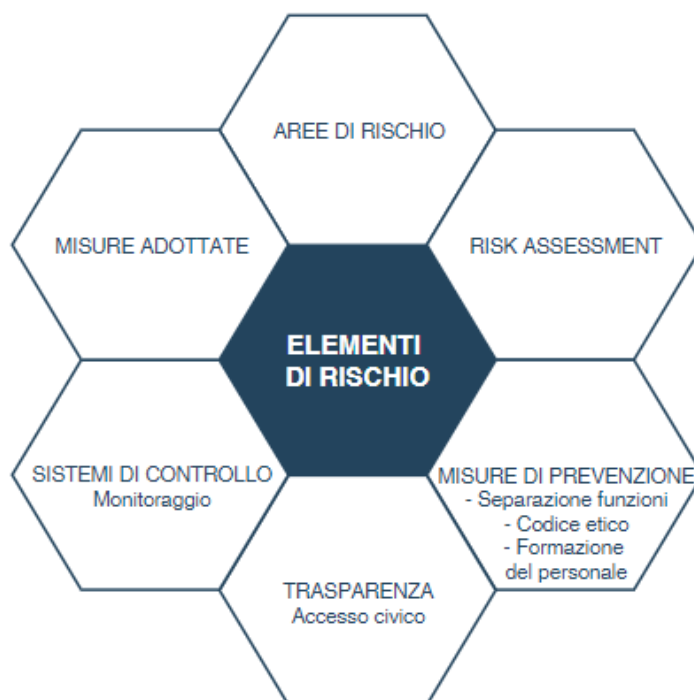 AREE DI RISCHIO
MISURE ADOTTATE
RISK ASSESSMENT
ELEMENTI
DI RISCHIO
SISTEMI DI CONTROLLO
Monitoraggio
MISURE DI PREVENZIONE
- Separazione funzioni
- Codice etico
- Formazione
del personale
TRASPARENZA
Accesso civico